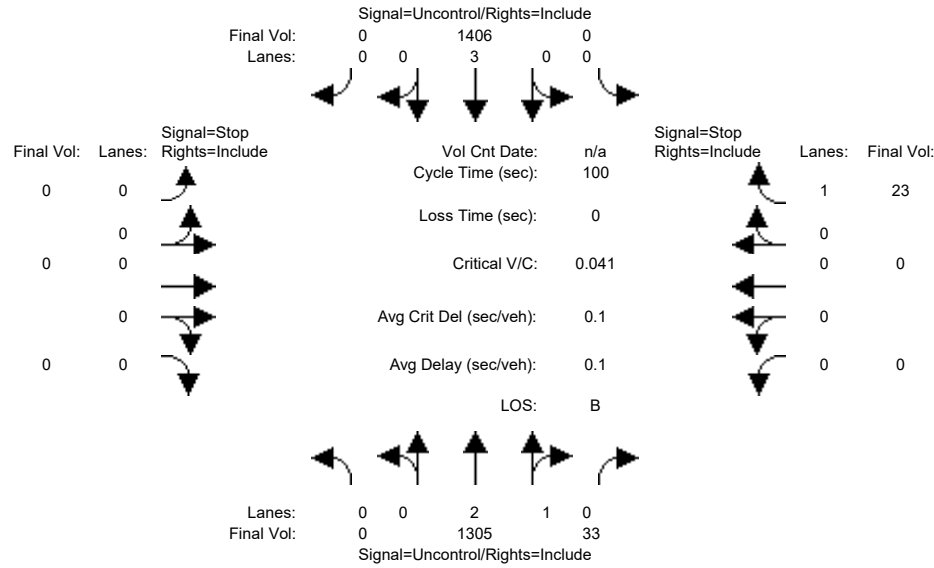 Signal=Uncontrol/Rights=Include
Final Vol: 0 1406 0
Lanes: 0 0 3 0 0
Signal=Stop Signal=Stop
Final Vol: Lanes: Rights=Include Vol Cnt Date: n/a Rights=Include Lanes: Final Vol:
Cycle Time (sec): 100
0 0 1 23
Loss Time (sec): 0
0 0
0 0 Critical V/C: 0.041 0 0
0 Avg Crit Del (sec/veh): 0.1 0
0 0 Avg Delay (sec/veh): 0.1 0 0
LOS: B
Lanes: 0 0 2 1 0
Final Vol: 0 1305 33
Signal=Uncontrol/Rights=Include